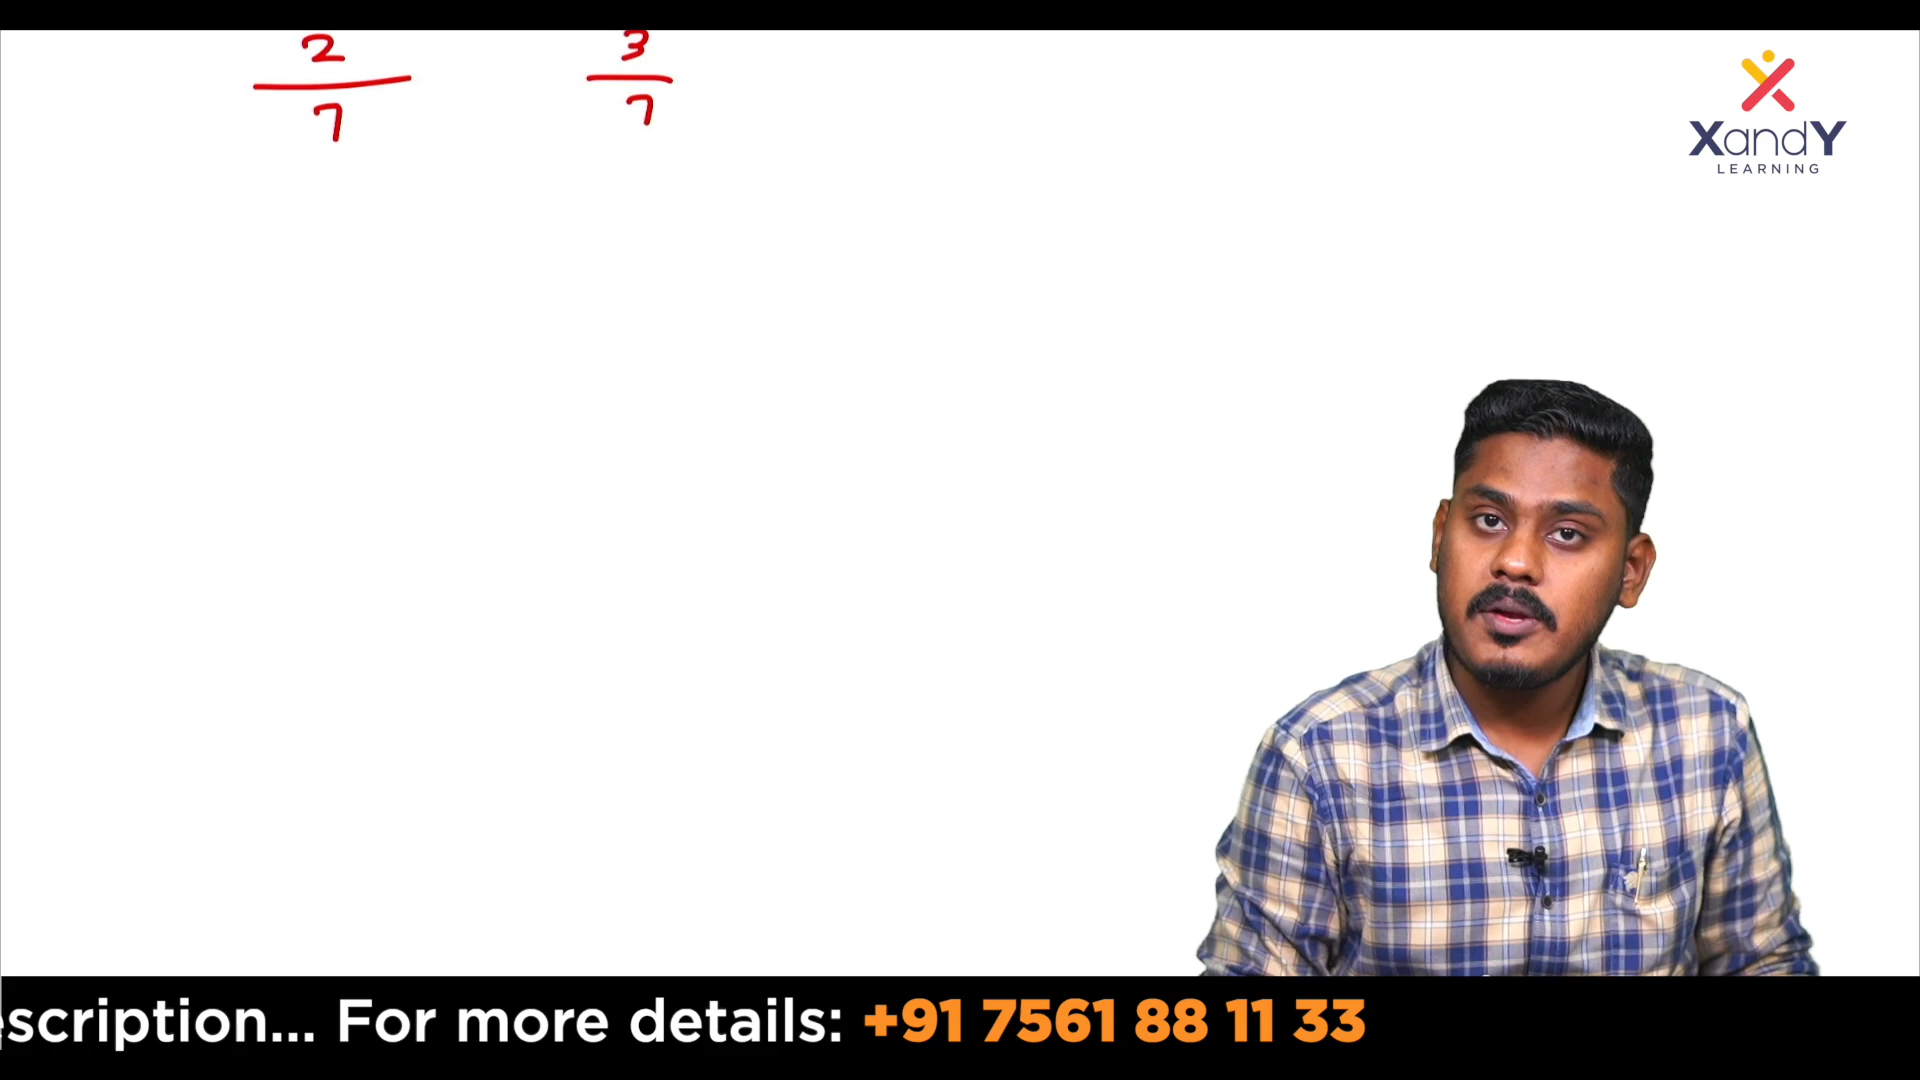 2 3
7 7
XandY
LEARNING
scription... For more details: +91 7561 88 11 33